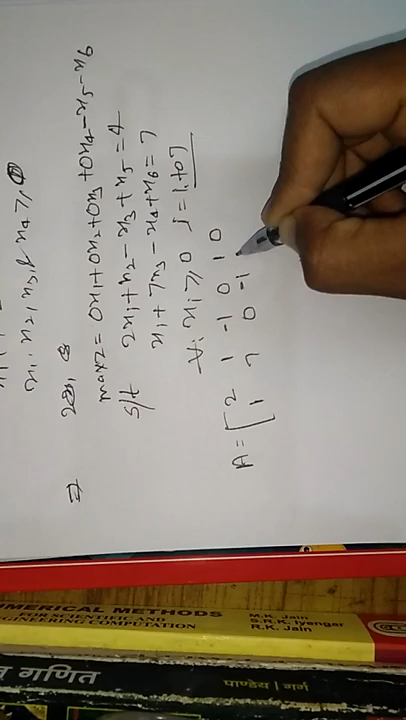 x1, x2, x3, & x4 ≥ 0
⇒
max z = 0x1 + 0x2 + 0x3 + 0x4 - x5 - x6
S/t 2x1 + x2 - x3 + x5 = 4
x1 + 7x3 - x4 + x6 = 7
∀i xi ≥ 0 j = 1 to 7
A = [ 2 1 -1 0 1 0
1 7 0 -1
NUMERICAL METHODS
FOR SCIENTIFIC AND
ENGINEERING COMPUTATION
M.K. Jain
S.R.K. Iyengar
R.K. Jain
गणित
पाण्डेय | गर्ग